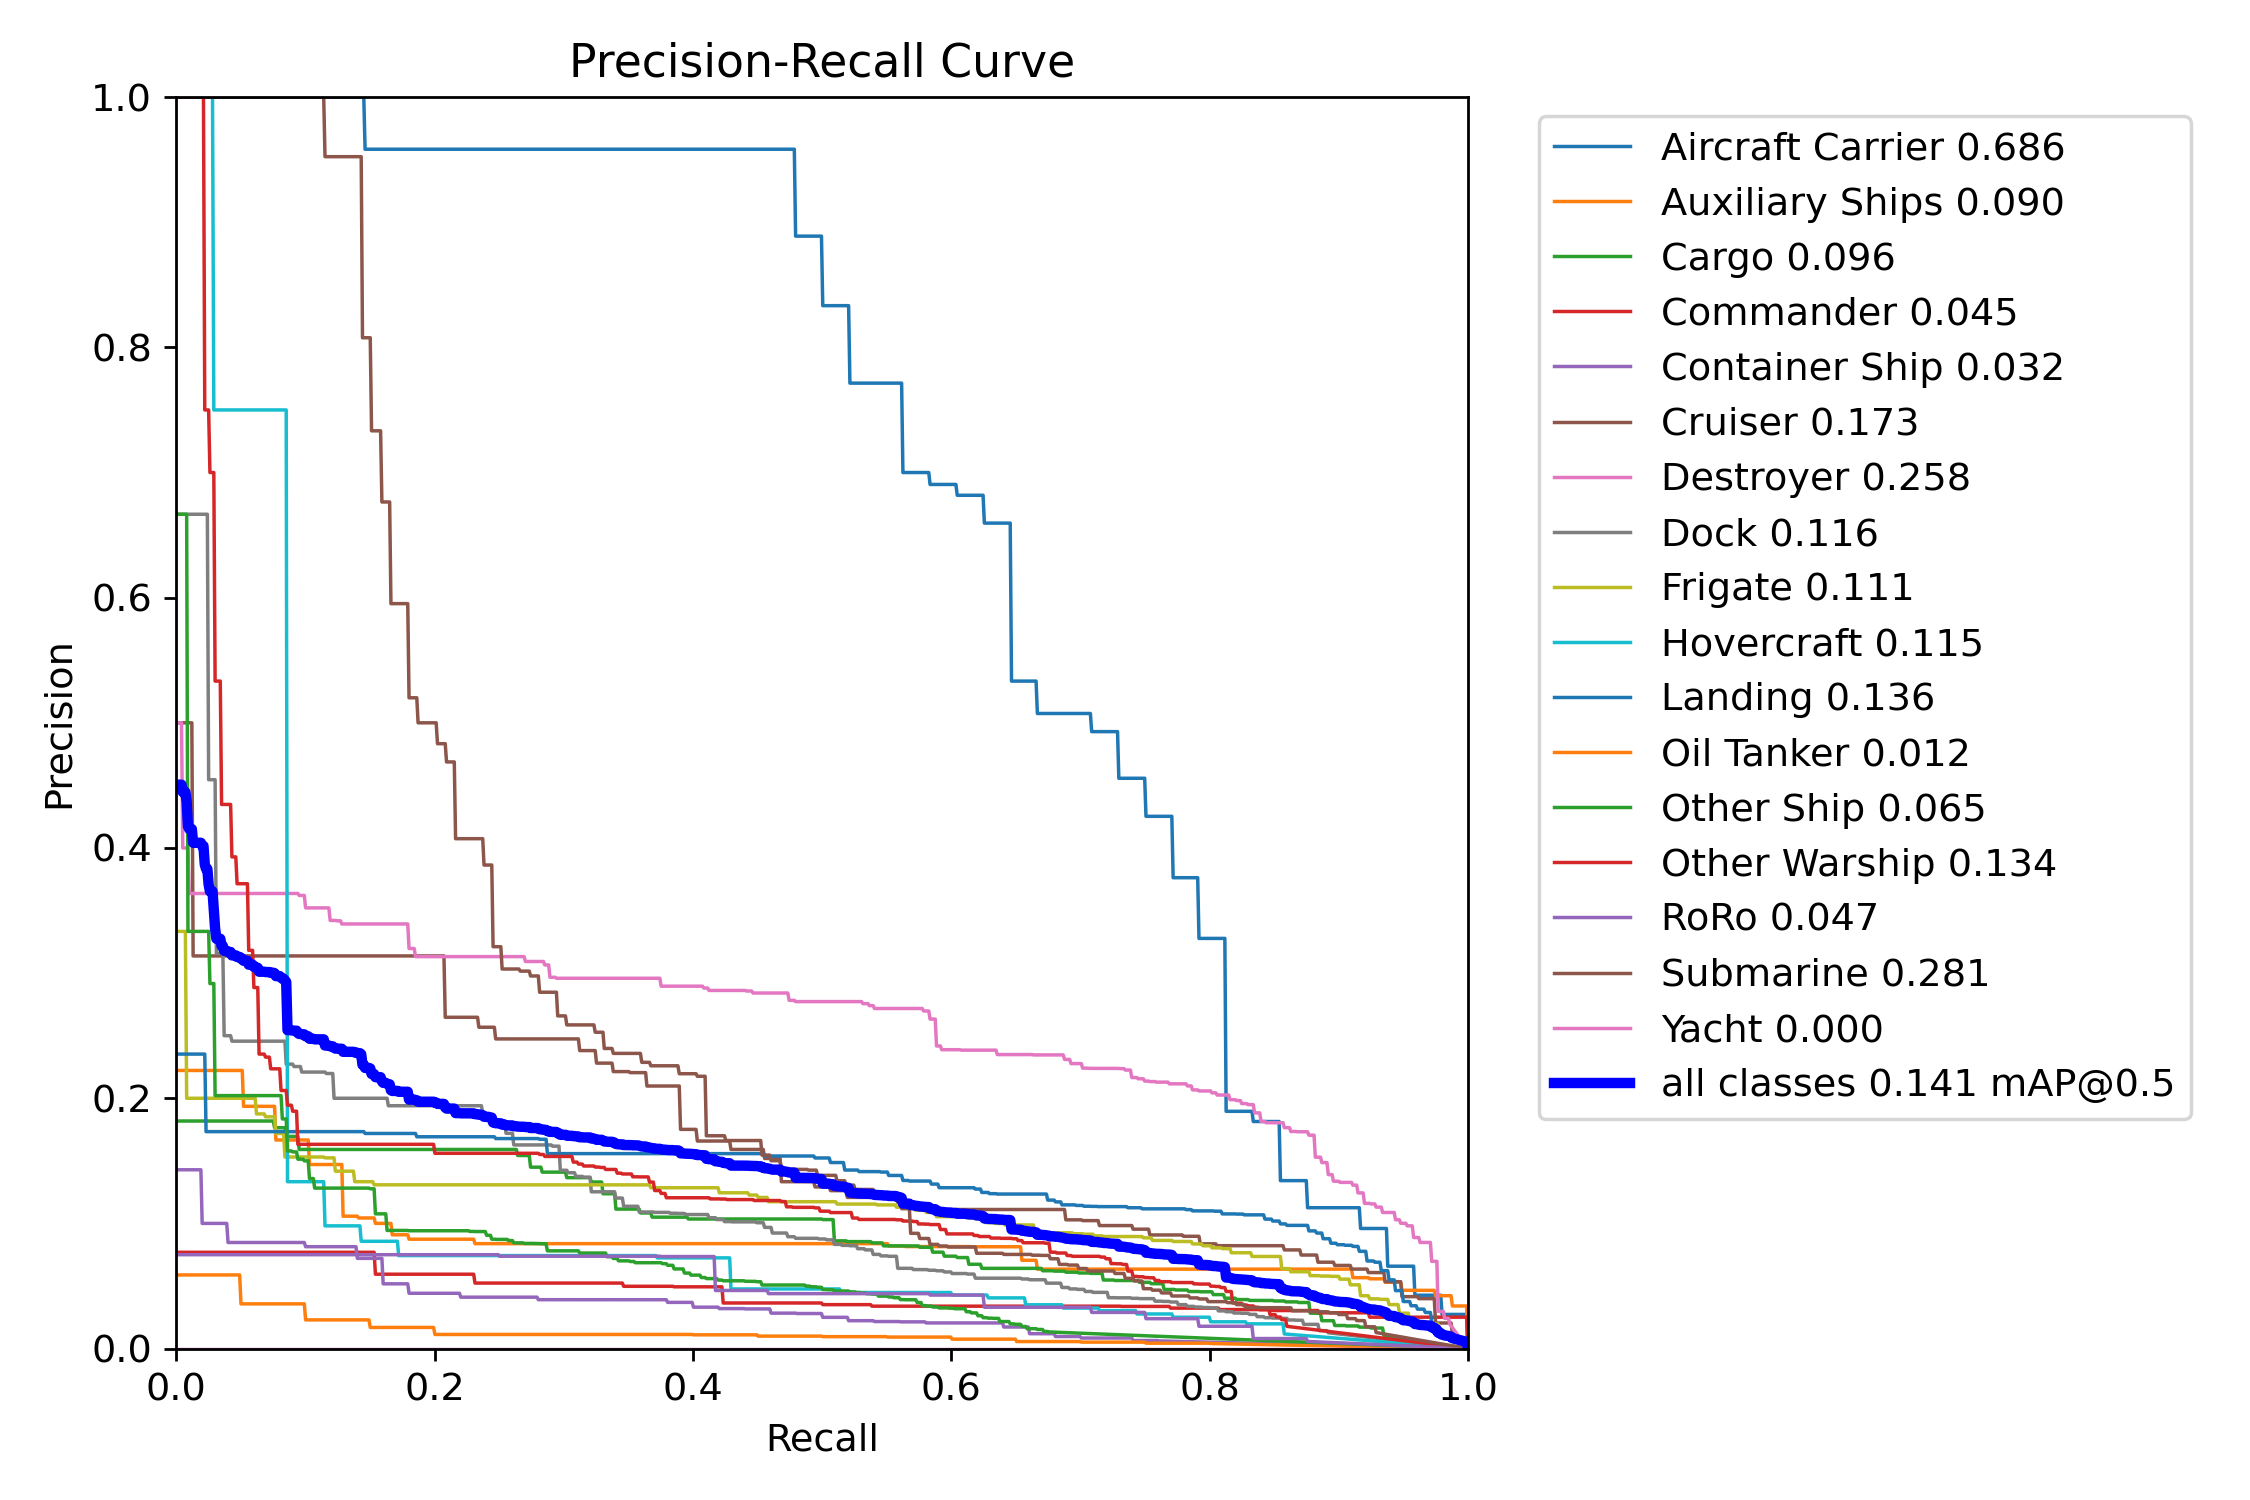 Precision-Recall Curve
1.0
0.8
0.6
0.4
0.2
0.0
Precision
0.0 0.2 0.4 0.6 0.8 1.0
Recall
Aircraft Carrier 0.686
Auxiliary Ships 0.090
Cargo 0.096
Commander 0.045
Container Ship 0.032
Cruiser 0.173
Destroyer 0.258
Dock 0.116
Frigate 0.111
Hovercraft 0.115
Landing 0.136
Oil Tanker 0.012
Other Ship 0.065
Other Warship 0.134
RoRo 0.047
Submarine 0.281
Yacht 0.000
all classes 0.141 mAP@0.5